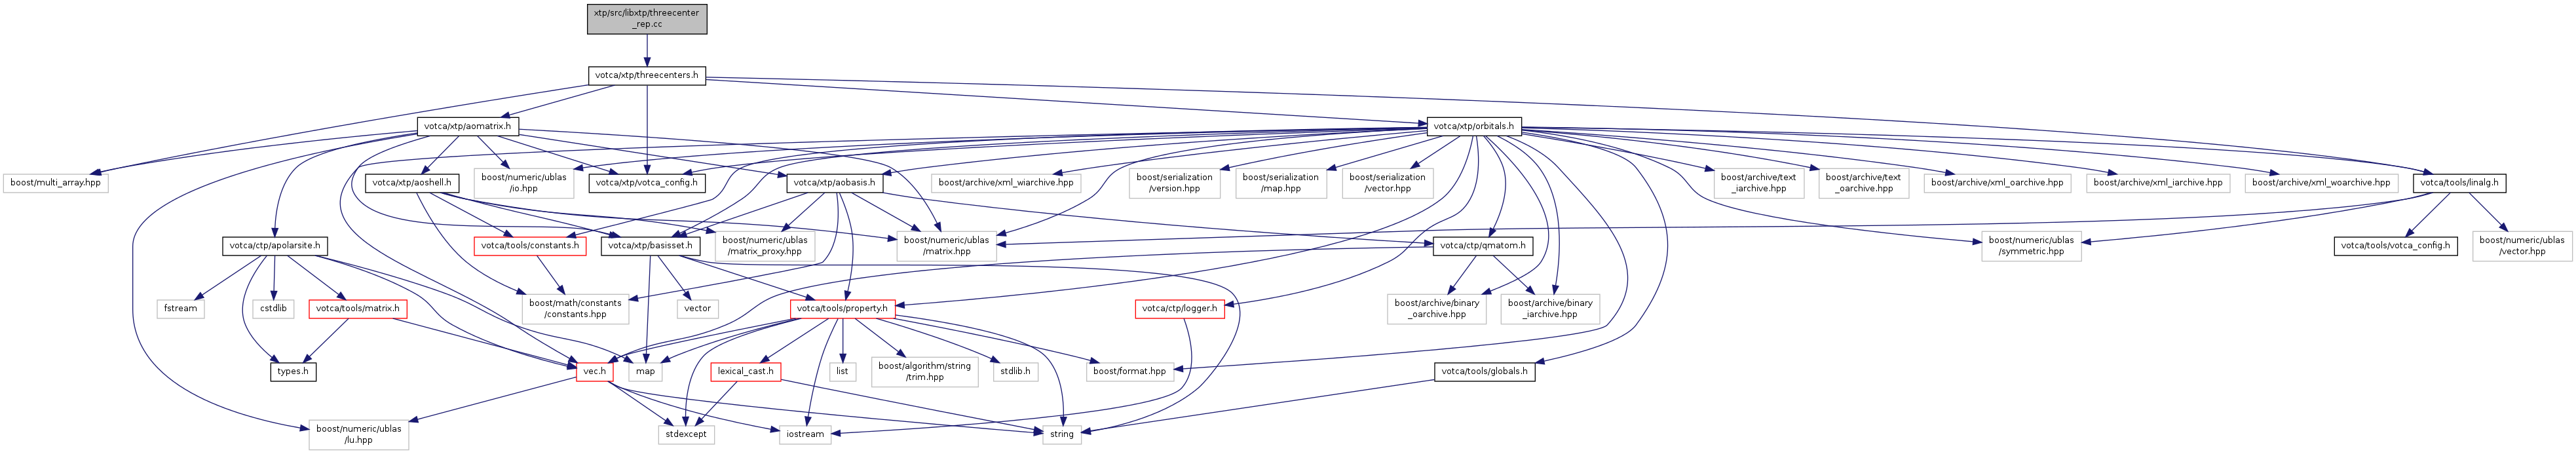 xtp/src/libxtp/threecenter
_rep.cc
votca/xtp/threecenters.h
votca/xtp/aomatrix.h
votca/xtp/orbitals.h
boost/multi_array.hpp
votca/xtp/aoshell.h
boost/numeric/ublas
/io.hpp
votca/xtp/votca_config.h
votca/xtp/aobasis.h
boost/archive/xml_wiarchive.hpp
boost/serialization
/version.hpp
boost/serialization
/map.hpp
boost/serialization
/vector.hpp
boost/archive/text
_iarchive.hpp
boost/archive/text
_oarchive.hpp
boost/archive/xml_oarchive.hpp
boost/archive/xml_iarchive.hpp
boost/archive/xml_woarchive.hpp
votca/tools/linalg.h
votca/ctp/apolarsite.h
votca/tools/constants.h
votca/xtp/basisset.h
boost/numeric/ublas
/matrix_proxy.hpp
boost/numeric/ublas
/matrix.hpp
votca/ctp/qmatom.h
boost/numeric/ublas
/symmetric.hpp
votca/tools/votca_config.h
boost/numeric/ublas
/vector.hpp
fstream
cstdlib
votca/tools/matrix.h
boost/math/constants
/constants.hpp
vector
votca/tools/property.h
votca/ctp/logger.h
boost/archive/binary
_oarchive.hpp
boost/archive/binary
_iarchive.hpp
types.h
vec.h
map
lexical_cast.h
list
boost/algorithm/string
/trim.hpp
stdlib.h
boost/format.hpp
votca/tools/globals.h
boost/numeric/ublas
/lu.hpp
stdexcept
iostream
string